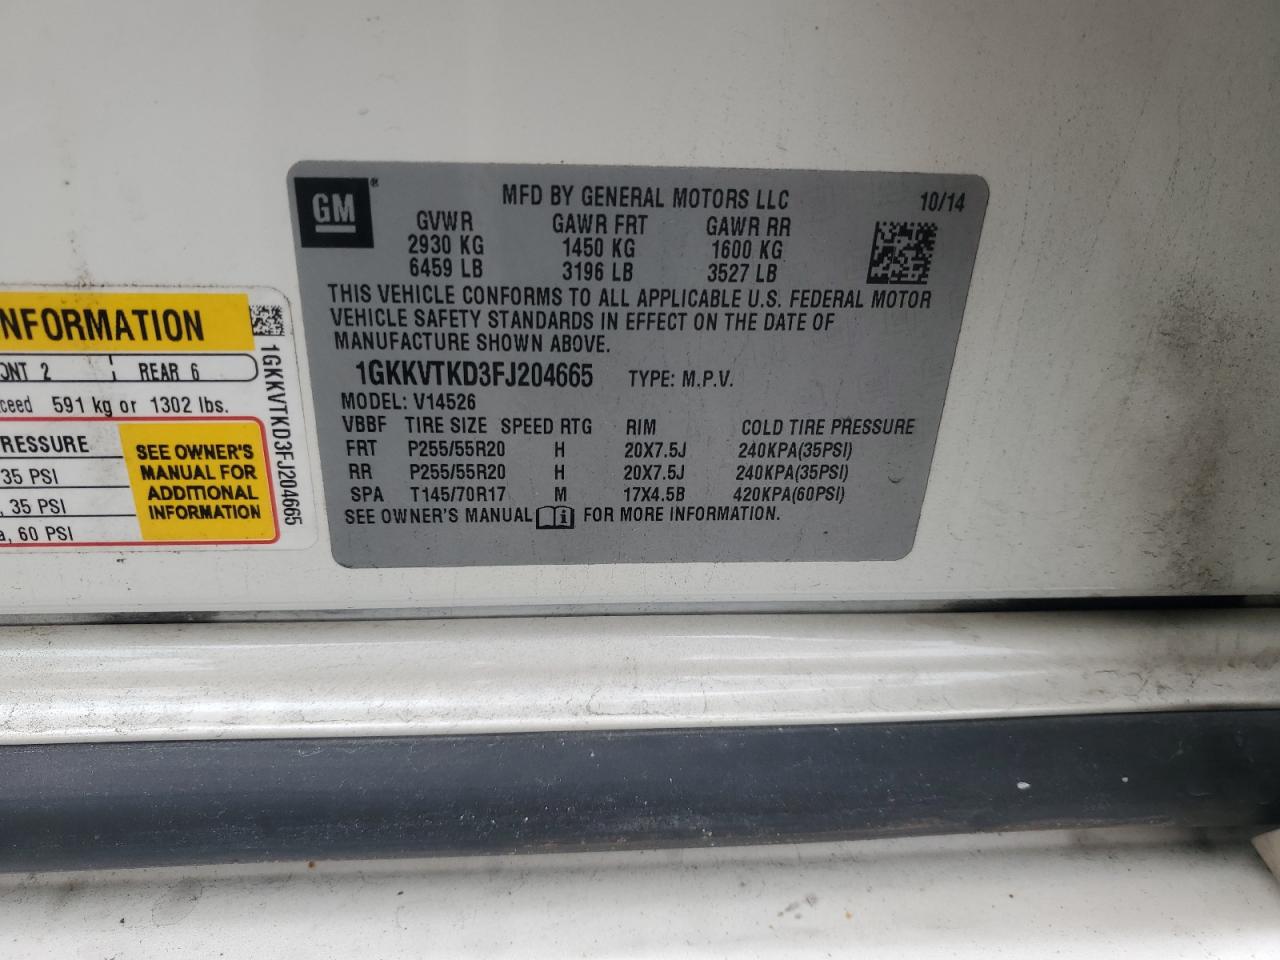 GM ®
MFD BY GENERAL MOTORS LLC 10/14
GVWR GAWR FRT GAWR RR
2930 KG 1450 KG 1600 KG
6459 LB 3196 LB 3527 LB
THIS VEHICLE CONFORMS TO ALL APPLICABLE U.S. FEDERAL MOTOR
VEHICLE SAFETY STANDARDS IN EFFECT ON THE DATE OF
MANUFACTURE SHOWN ABOVE.
1GKKVTKD3FJ204665 TYPE: M.P.V.
MODEL: V14526
VBBF TIRE SIZE SPEED RTG RIM COLD TIRE PRESSURE
FRT P255/55R20 H 20X7.5J 240KPA(35PSI)
RR P255/55R20 H 20X7.5J 240KPA(35PSI)
SPA T145/70R17 M 17X4.5B 420KPA(60PSI)
SEE OWNER'S MANUAL i FOR MORE INFORMATION.
NFORMATION
ONT 2 REAR 6
ceed 591 kg or 1302 lbs.
RESSURE
35 PSI
, 35 PSI
a, 60 PSI
SEE OWNER'S
MANUAL FOR
ADDITIONAL
INFORMATION
1GKKVTKD3FJ204665